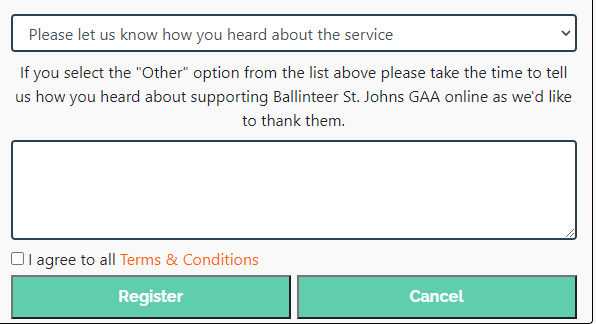 Please let us know how you heard about the service
If you select the "Other" option from the list above please take the time to tell
us how you heard about supporting Ballinteer St. Johns GAA online as we'd like
to thank them.
I agree to all Terms & Conditions
Register
Cancel